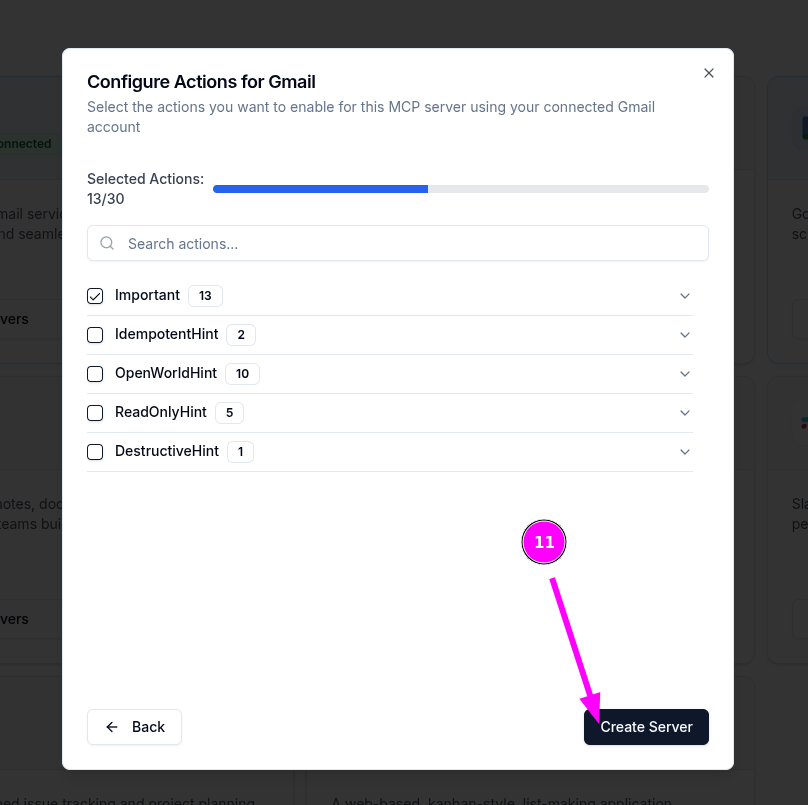 Configure Actions for Gmail
Select the actions you want to enable for this MCP server using your connected Gmail
account
onnected
Selected Actions:
13/30
mail servi
nd seamle
Go
sc
Search actions...
Important 13
vers
IdempotentHint 2
OpenWorldHint 10
ReadOnlyHint 5
DestructiveHint 1
notes, doc
teams bui
Sla
pe
11
vers
Back
Create Server
ned issue tracking and project planning
A web-based, kanban-style, list-making application